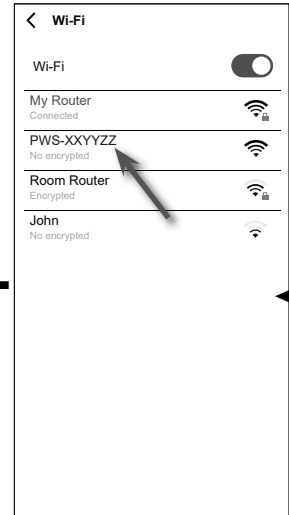 Wi-Fi
Wi-Fi
My Router
Connected
PWS-XXYYZZ
No encrypted
Room Router
Encrypted
John
No encrypted